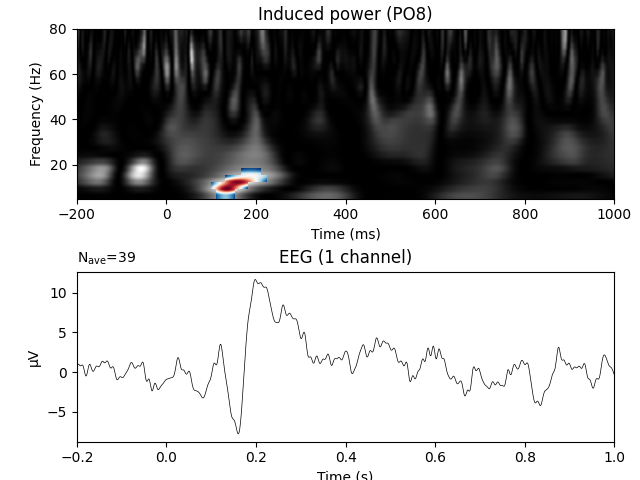 Induced power (PO8)
80
60
40
20
Frequency (Hz)
−200 0 200 400 600 800 1000
Time (ms)
Nave=39 EEG (1 channel)
10
5
0
−5
µV
−0.2 0.0 0.2 0.4 0.6 0.8 1.0
Time (s)